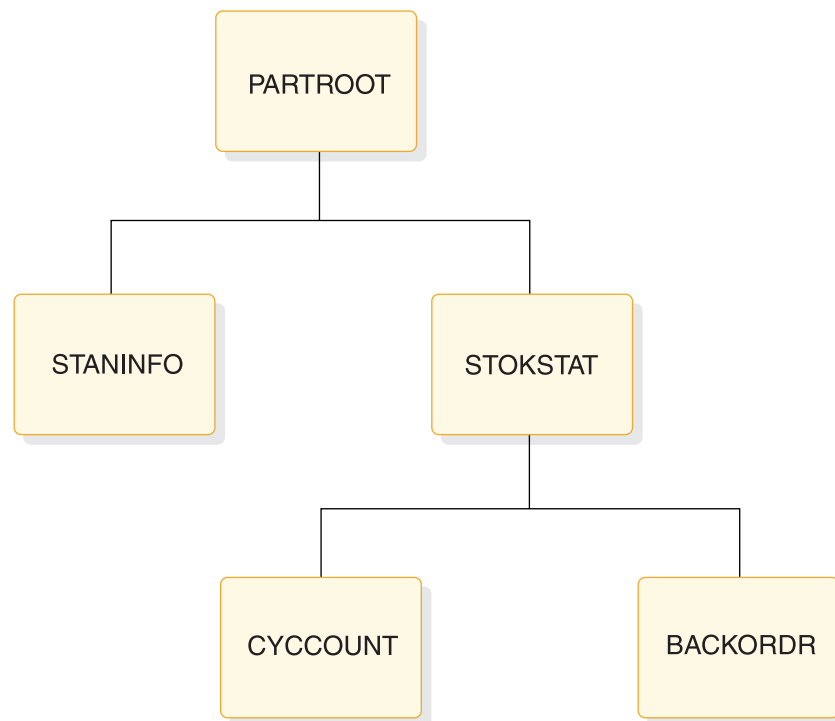 PARTROOT
STANINFO
STOKSTAT
CYCCOUNT
BACKORDR